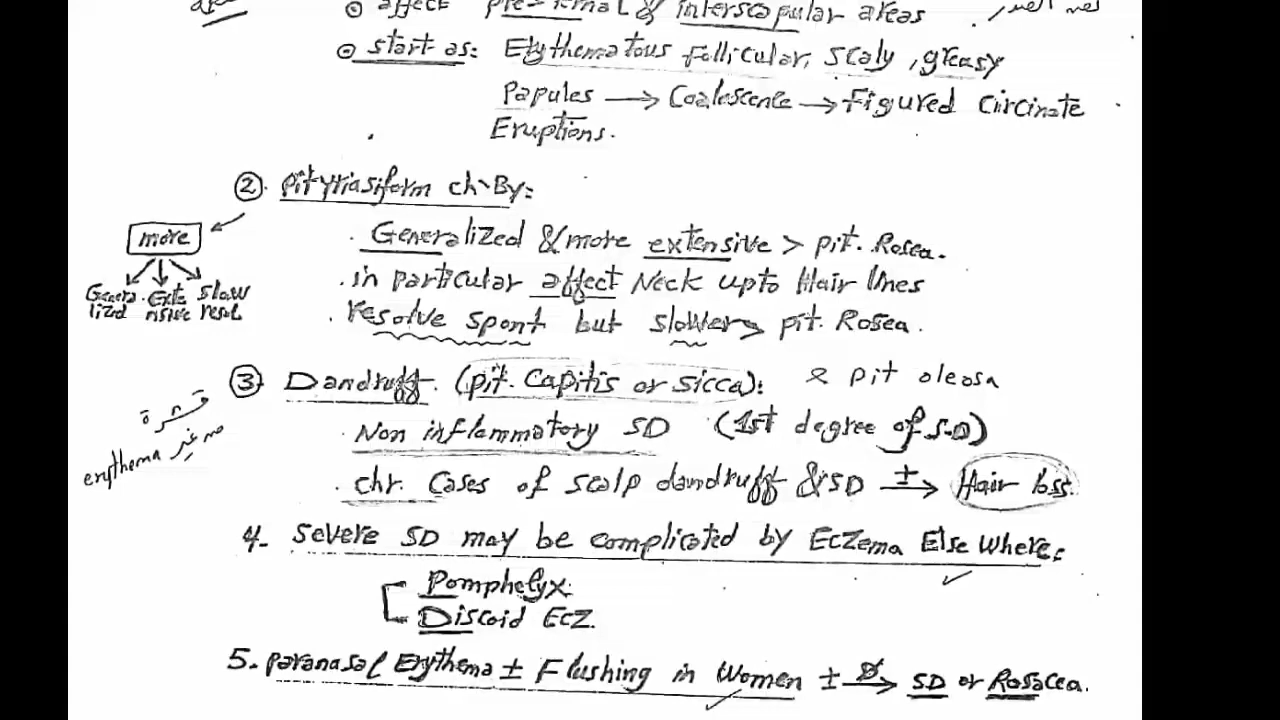 ⊙ affect presternal & interscapular areas
⊙ start as: Erythematous follicular, scaly, greasy
Papules → Coalescence → Figured circinate
Eruptions.
② pityriasiform ch. By:
. Generalized & more extensive > pit. Rosea.
. in particular affect Neck upto Hair lines
. resolve spont but slower > pit. Rosea.
more
Genera
lized
Exte
nsive
Slow
resol
③ Dandruff (pit. capitis or sicca): & pit oleosa
قشرة
من غير
erythema
. Non inflammatory SD (1st degree of S.D)
. chr. Cases of scalp dandruff & SD ±→ Hair loss.
4. Severe SD may be complicated by Eczema Else where:
Pompholyx.
Discoid Ecz.
5. paranasal Erythema ± Flushing in Women ± → SD or Rosacea.